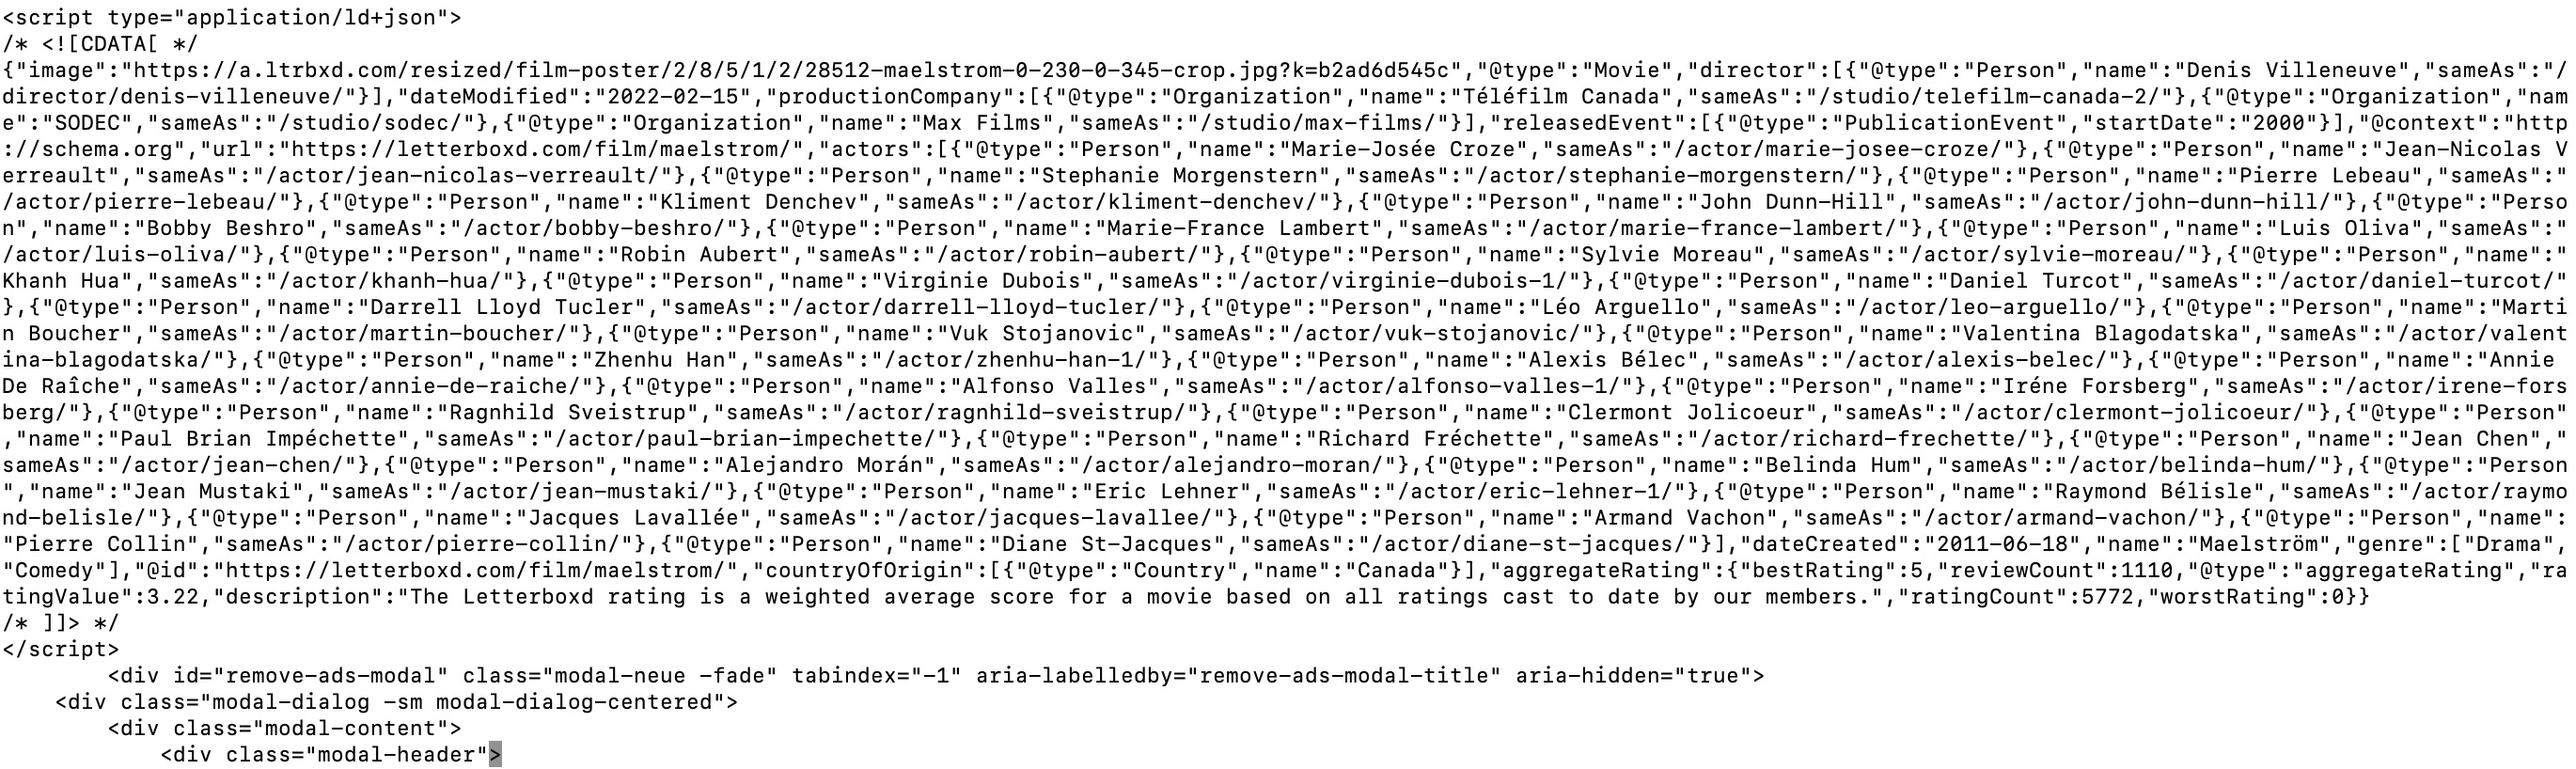 <script type="application/ld+json">
/* <![CDATA[ */
{"image":"https://a.ltrbxd.com/resized/film-poster/2/8/5/1/2/28512-maelstrom-0-230-0-345-crop.jpg?k=b2ad6d545c","@type":"Movie","director":[{"@type":"Person","name":"Denis Villeneuve","sameAs":"/
director/denis-villeneuve/"}],"dateModified":"2022-02-15","productionCompany":[{"@type":"Organization","name":"Téléfilm Canada","sameAs":"/studio/telefilm-canada-2/"},{"@type":"Organization","nam
e":"SODEC","sameAs":"/studio/sodec/"},{"@type":"Organization","name":"Max Films","sameAs":"/studio/max-films/"}],"releasedEvent":[{"@type":"PublicationEvent","startDate":"2000"}],"@context":"http
://schema.org","url":"https://letterboxd.com/film/maelstrom/","actors":[{"@type":"Person","name":"Marie-Josée Croze","sameAs":"/actor/marie-josee-croze/"},{"@type":"Person","name":"Jean-Nicolas V
erreault","sameAs":"/actor/jean-nicolas-verreault/"},{"@type":"Person","name":"Stephanie Morgenstern","sameAs":"/actor/stephanie-morgenstern/"},{"@type":"Person","name":"Pierre Lebeau","sameAs":"
/actor/pierre-lebeau/"},{"@type":"Person","name":"Kliment Denchev","sameAs":"/actor/kliment-denchev/"},{"@type":"Person","name":"John Dunn-Hill","sameAs":"/actor/john-dunn-hill/"},{"@type":"Perso
n","name":"Bobby Beshro","sameAs":"/actor/bobby-beshro/"},{"@type":"Person","name":"Marie-France Lambert","sameAs":"/actor/marie-france-lambert/"},{"@type":"Person","name":"Luis Oliva","sameAs":"
/actor/luis-oliva/"},{"@type":"Person","name":"Robin Aubert","sameAs":"/actor/robin-aubert/"},{"@type":"Person","name":"Sylvie Moreau","sameAs":"/actor/sylvie-moreau/"},{"@type":"Person","name":"
Khanh Hua","sameAs":"/actor/khanh-hua/"},{"@type":"Person","name":"Virginie Dubois","sameAs":"/actor/virginie-dubois-1/"},{"@type":"Person","name":"Daniel Turcot","sameAs":"/actor/daniel-turcot/"
},{"@type":"Person","name":"Darrell Lloyd Tucler","sameAs":"/actor/darrell-lloyd-tucler/"},{"@type":"Person","name":"Léo Arguello","sameAs":"/actor/leo-arguello/"},{"@type":"Person","name":"Marti
n Boucher","sameAs":"/actor/martin-boucher/"},{"@type":"Person","name":"Vuk Stojanovic","sameAs":"/actor/vuk-stojanovic/"},{"@type":"Person","name":"Valentina Blagodatska","sameAs":"/actor/valent
ina-blagodatska/"},{"@type":"Person","name":"Zhenhu Han","sameAs":"/actor/zhenhu-han-1/"},{"@type":"Person","name":"Alexis Bélec","sameAs":"/actor/alexis-belec/"},{"@type":"Person","name":"Annie 
De Raîche","sameAs":"/actor/annie-de-raiche/"},{"@type":"Person","name":"Alfonso Valles","sameAs":"/actor/alfonso-valles-1/"},{"@type":"Person","name":"Iréne Forsberg","sameAs":"/actor/irene-fors
berg/"},{"@type":"Person","name":"Ragnhild Sveistrup","sameAs":"/actor/ragnhild-sveistrup/"},{"@type":"Person","name":"Clermont Jolicoeur","sameAs":"/actor/clermont-jolicoeur/"},{"@type":"Person"
,"name":"Paul Brian Impéchette","sameAs":"/actor/paul-brian-impechette/"},{"@type":"Person","name":"Richard Fréchette","sameAs":"/actor/richard-frechette/"},{"@type":"Person","name":"Jean Chen","
sameAs":"/actor/jean-chen/"},{"@type":"Person","name":"Alejandro Morán","sameAs":"/actor/alejandro-moran/"},{"@type":"Person","name":"Belinda Hum","sameAs":"/actor/belinda-hum/"},{"@type":"Person
","name":"Jean Mustaki","sameAs":"/actor/jean-mustaki/"},{"@type":"Person","name":"Eric Lehner","sameAs":"/actor/eric-lehner-1/"},{"@type":"Person","name":"Raymond Bélisle","sameAs":"/actor/raymo
nd-belisle/"},{"@type":"Person","name":"Jacques Lavallée","sameAs":"/actor/jacques-lavallee/"},{"@type":"Person","name":"Armand Vachon","sameAs":"/actor/armand-vachon/"},{"@type":"Person","name":
"Pierre Collin","sameAs":"/actor/pierre-collin/"},{"@type":"Person","name":"Diane St-Jacques","sameAs":"/actor/diane-st-jacques/"}],"dateCreated":"2011-06-18","name":"Maelström","genre":["Drama",
"Comedy"],"@id":"https://letterboxd.com/film/maelstrom/","countryOfOrigin":[{"@type":"Country","name":"Canada"}],"aggregateRating":{"bestRating":5,"reviewCount":1110,"@type":"aggregateRating","ra
tingValue":3.22,"description":"The Letterboxd rating is a weighted average score for a movie based on all ratings cast to date by our members.","ratingCount":5772,"worstRating":0}}
/* ]]> */
</script>
<div id="remove-ads-modal" class="modal-neue -fade" tabindex="-1" aria-labelledby="remove-ads-modal-title" aria-hidden="true">
<div class="modal-dialog -sm modal-dialog-centered">
<div class="modal-content">
<div class="modal-header">